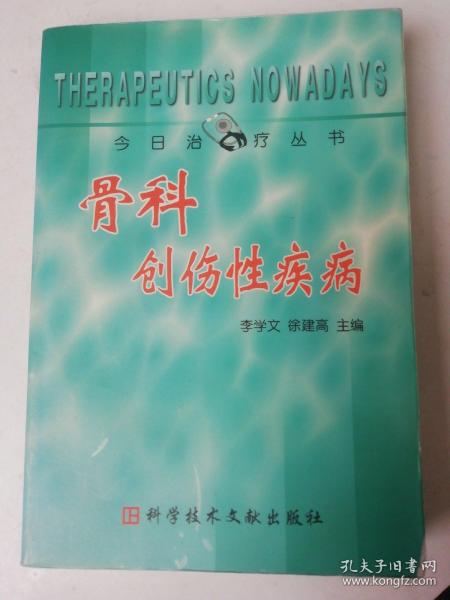 THERAPEUTICS NOWADAYS
今日治疗丛书
骨科
创伤性疾病
李学文 徐建高 主编
科学技术文献出版社
孔夫子旧书网
www.kongfz.com